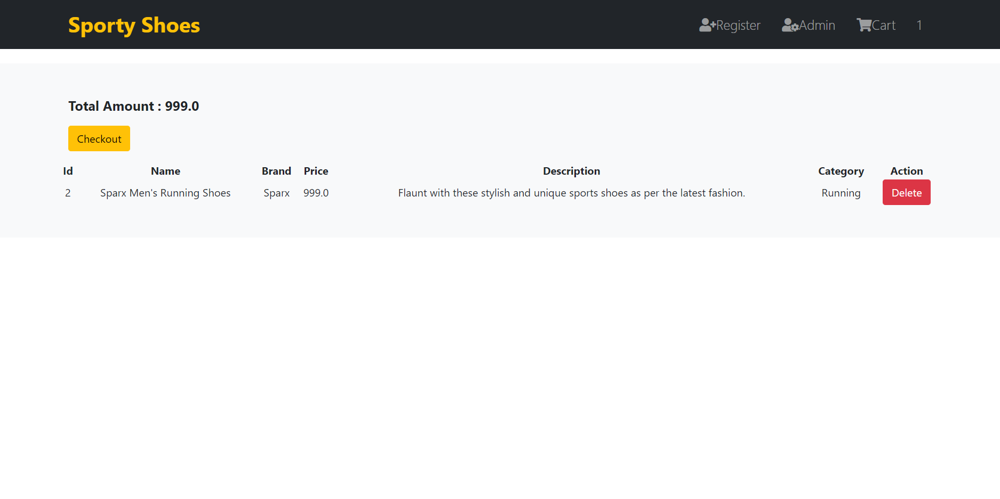 Sporty Shoes Register Admin Cart 1
Total Amount : 999.0
Checkout
Id Name Brand Price Description Category Action
2 Sparx Men's Running Shoes Sparx 999.0 Flaunt with these stylish and unique sports shoes as per the latest fashion. Running Delete